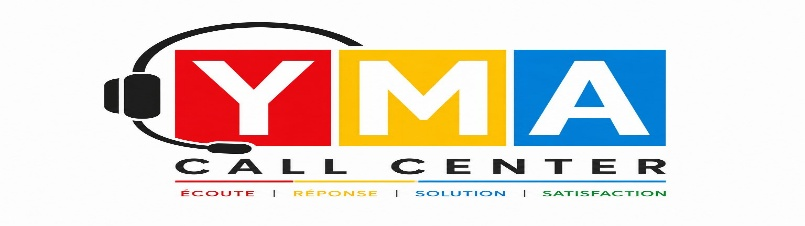 YMA
CALL CENTER
ÉCOUTE | RÉPONSE | SOLUTION | SATISFACTION